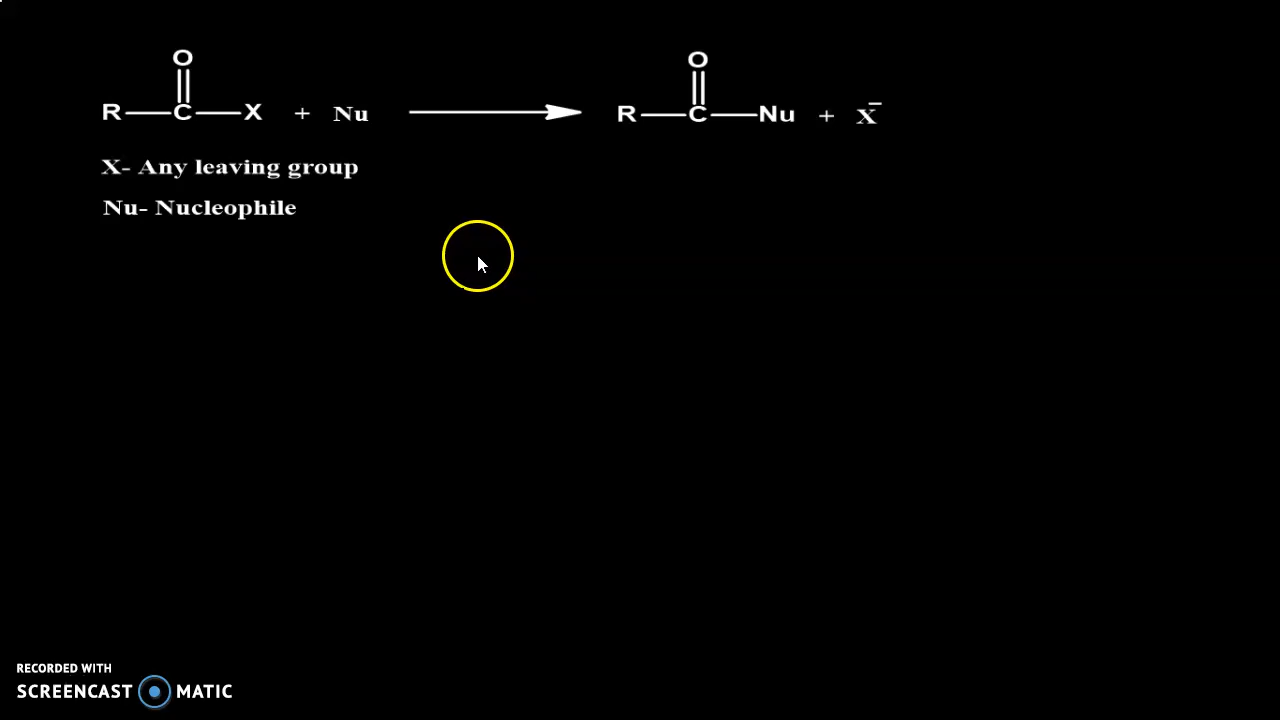 O O
R C X + Nu R C Nu + X̄
X- Any leaving group
Nu- Nucleophile
RECORDED WITH
SCREENCAST MATIC